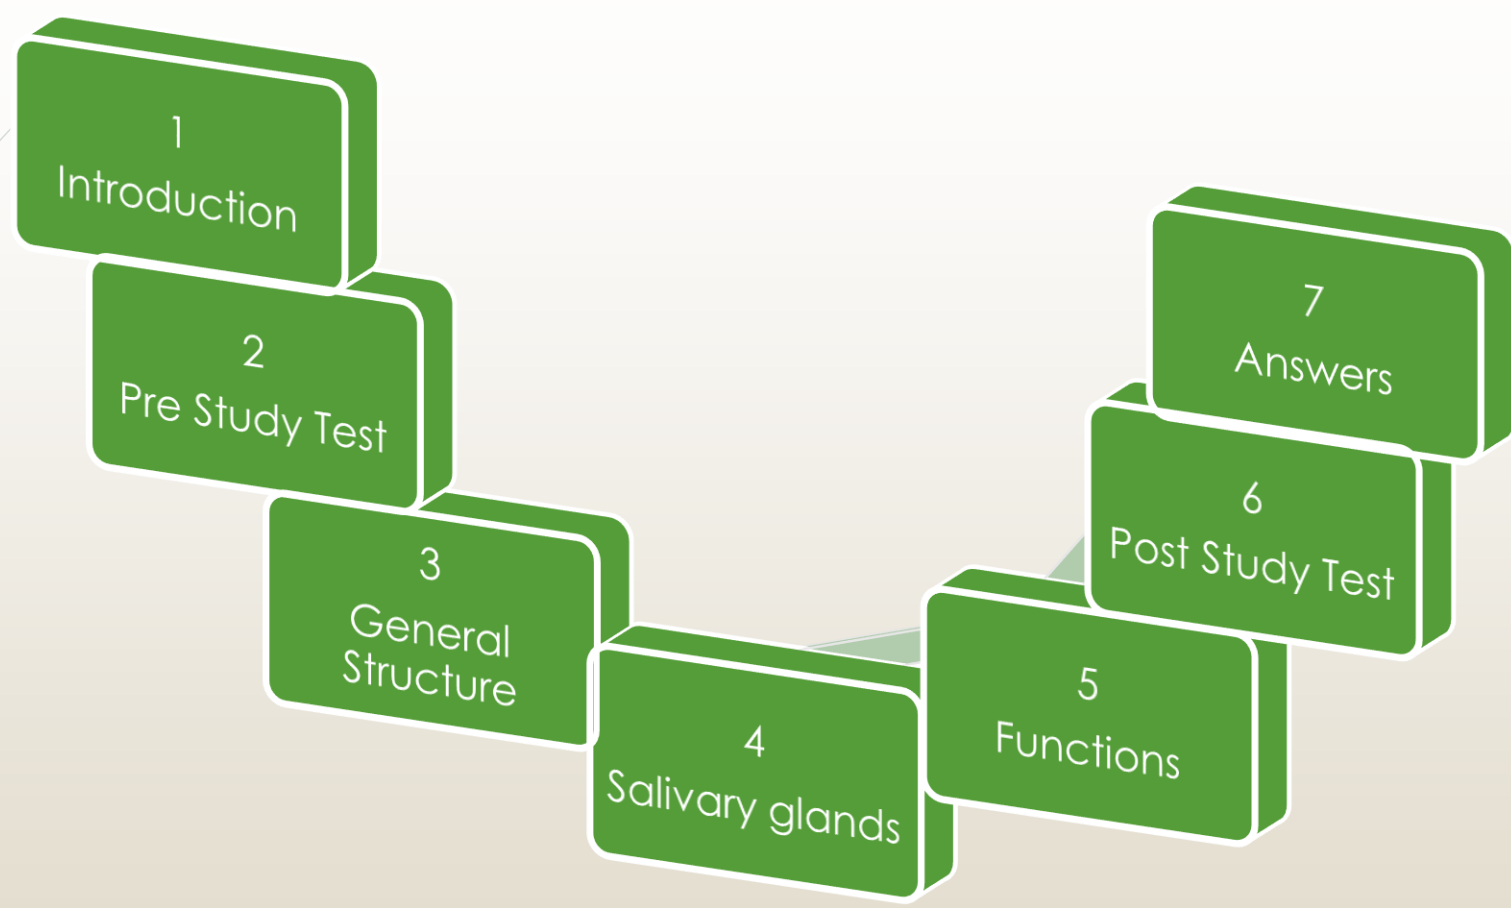 1
Introduction
2
Pre Study Test
3
General
Structure
4
Salivary glands
5
Functions
6
Post Study Test
7
Answers